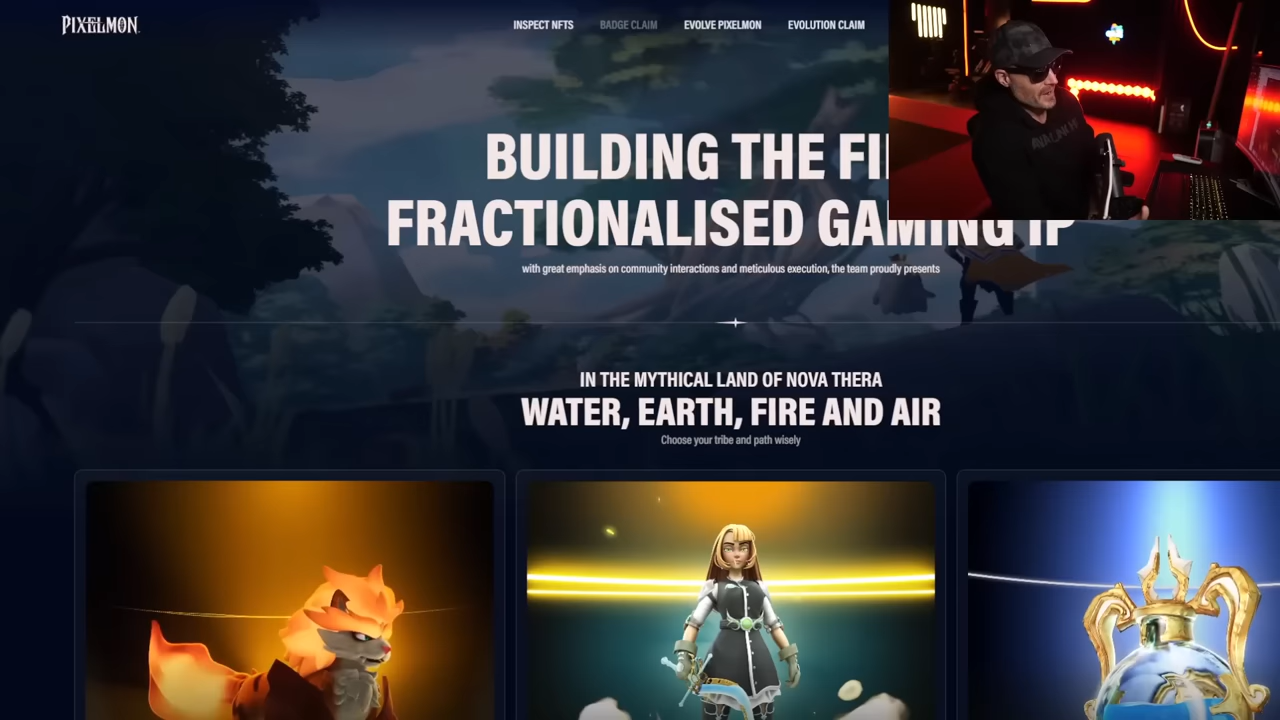 PIXELMON
INSPECT NFTS
BADGE CLAIM
EVOLVE PIXELMON
EVOLUTION CLAIM
BUILDING THE
FRACTIONALISED GAMING IP
with great emphasis on community interactions and meticulous execution, the team proudly presents
IN THE MYTHICAL LAND OF NOVA THERA
WATER, EARTH, FIRE AND AIR
Choose your tribe and path wisely